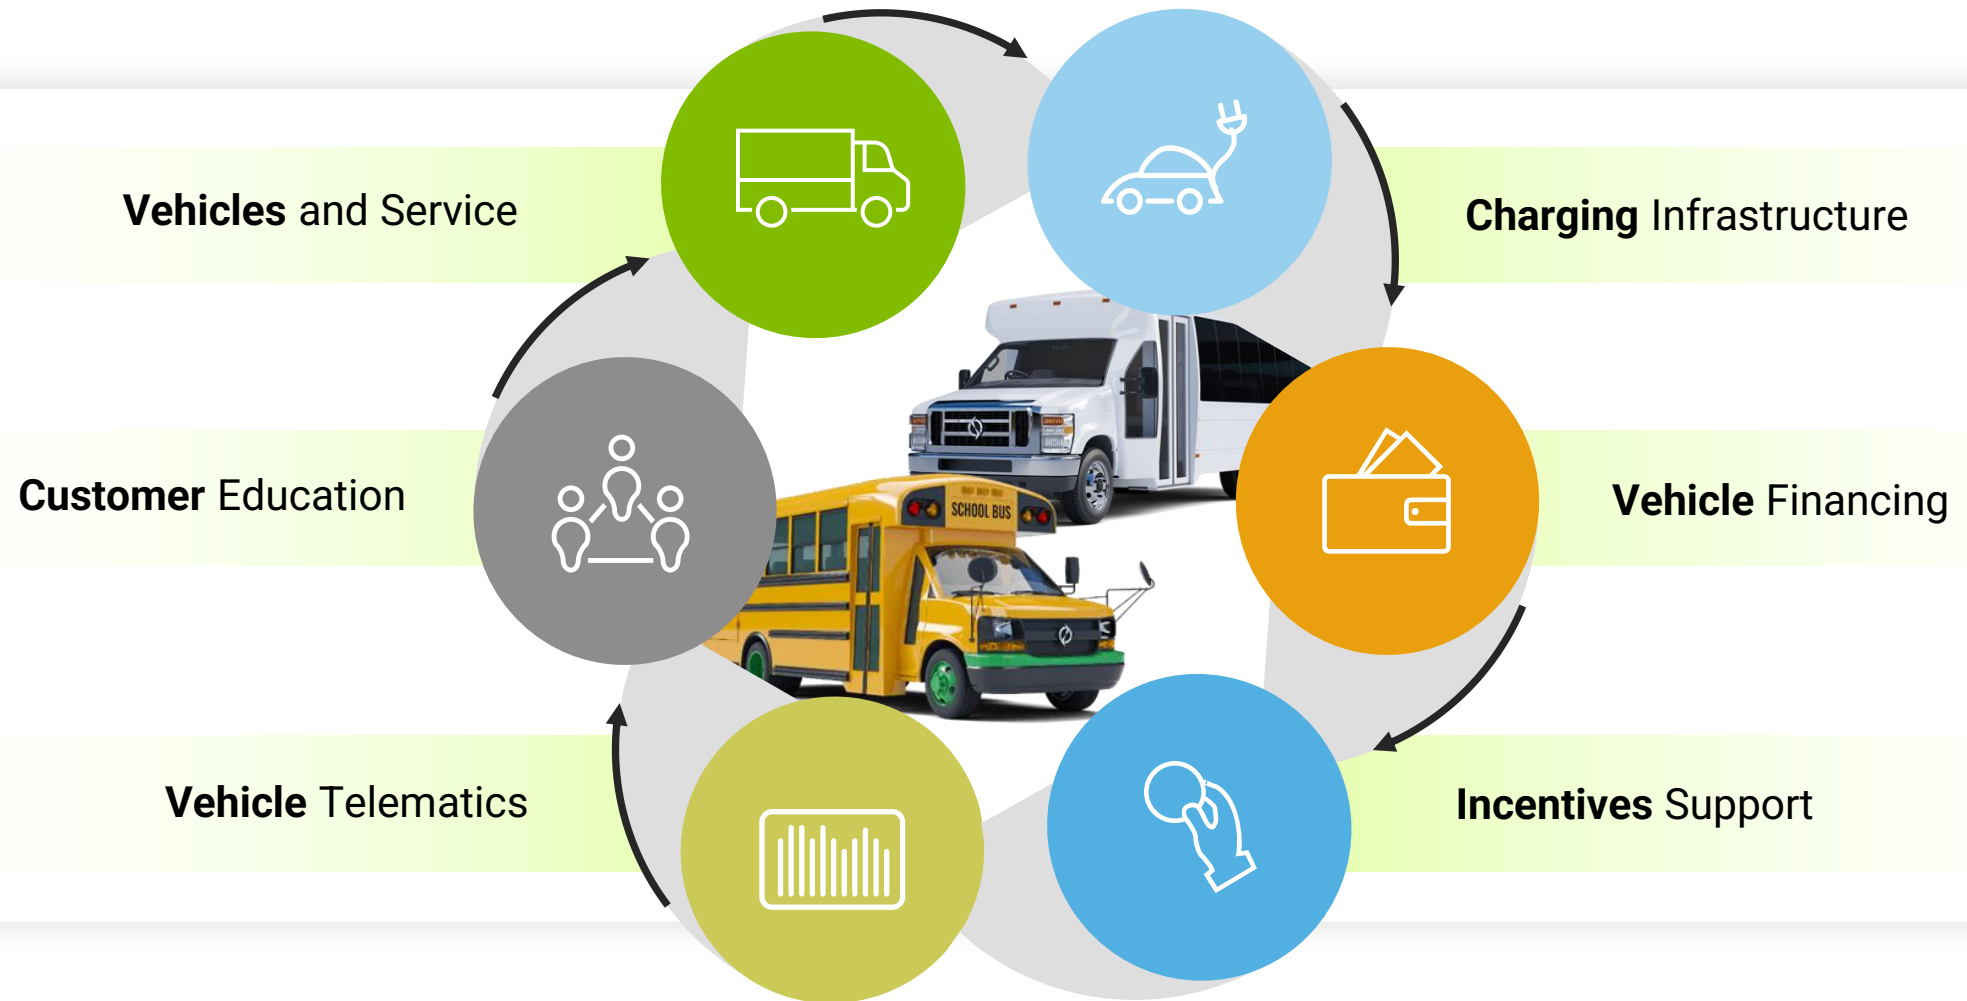 Vehicles and Service
Charging Infrastructure
Customer Education
Vehicle Financing
SCHOOL BUS
Vehicle Telematics
Incentives Support